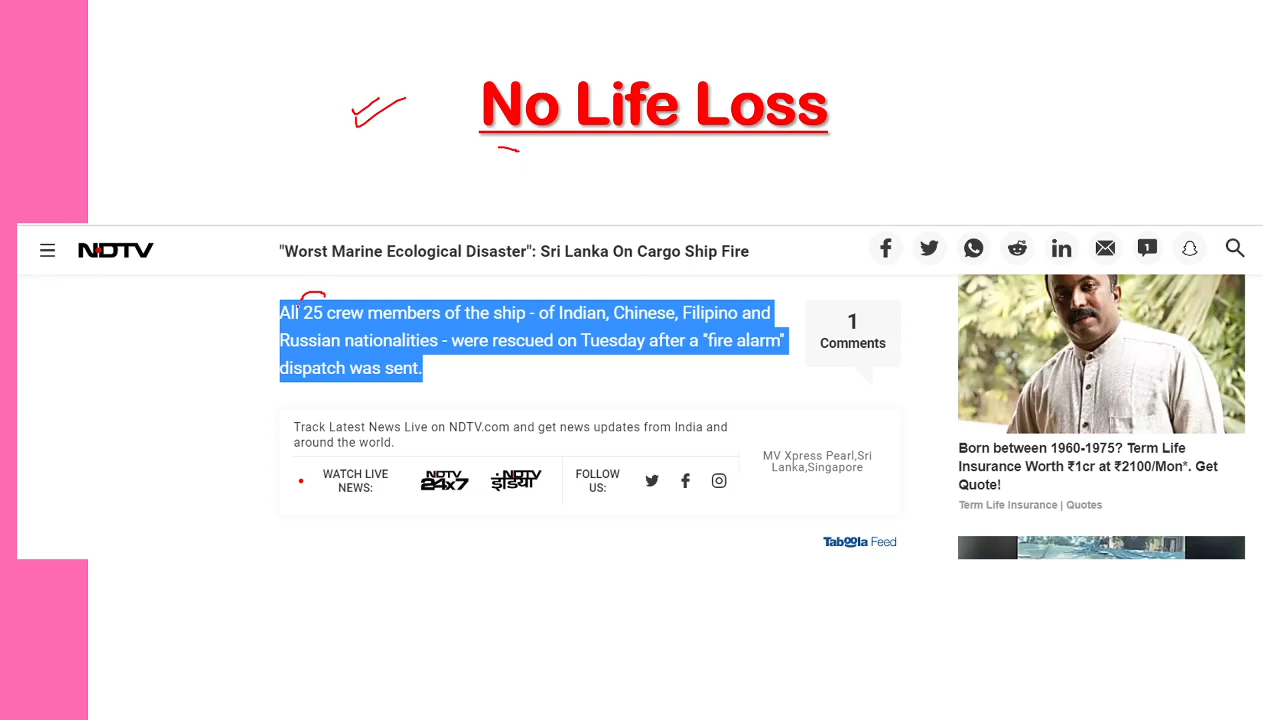 No Life Loss
NDTV
"Worst Marine Ecological Disaster": Sri Lanka On Cargo Ship Fire
1
All 25 crew members of the ship - of Indian, Chinese, Filipino and
Russian nationalities - were rescued on Tuesday after a "fire alarm"
dispatch was sent.
1
Comments
Track Latest News Live on NDTV.com and get news updates from India and
around the world.
WATCH LIVE
NEWS:
NDTV
24x7
NDTV
इंडिया
FOLLOW
US:
MV Xpress Pearl,Sri
Lanka,Singapore
Taboola Feed
Born between 1960-1975? Term Life
Insurance Worth ₹1cr at ₹2100/Mon*. Get
Quote!
Term Life Insurance | Quotes